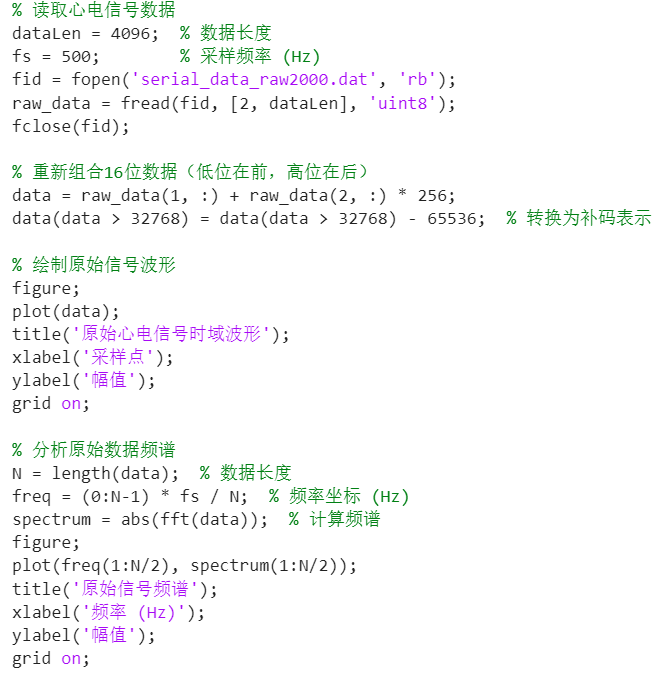 % 读取心电信号数据
dataLen = 4096;  % 数据长度
fs = 500;        % 采样频率 (Hz)
fid = fopen('serial_data_raw2000.dat', 'rb');
raw_data = fread(fid, [2, dataLen], 'uint8');
fclose(fid);
% 重新组合16位数据（低位在前，高位在后）
data = raw_data(1, :) + raw_data(2, :) * 256;
data(data > 32768) = data(data > 32768) - 65536;  % 转换为补码表示
% 绘制原始信号波形
figure;
plot(data);
title('原始心电信号时域波形');
xlabel('采样点');
ylabel('幅值');
grid on;
% 分析原始数据频谱
N = length(data);  % 数据长度
freq = (0:N-1) * fs / N;  % 频率坐标 (Hz)
spectrum = abs(fft(data));  % 计算频谱
figure;
plot(freq(1:N/2), spectrum(1:N/2));
title('原始信号频谱');
xlabel('频率 (Hz)');
ylabel('幅值');
grid on;